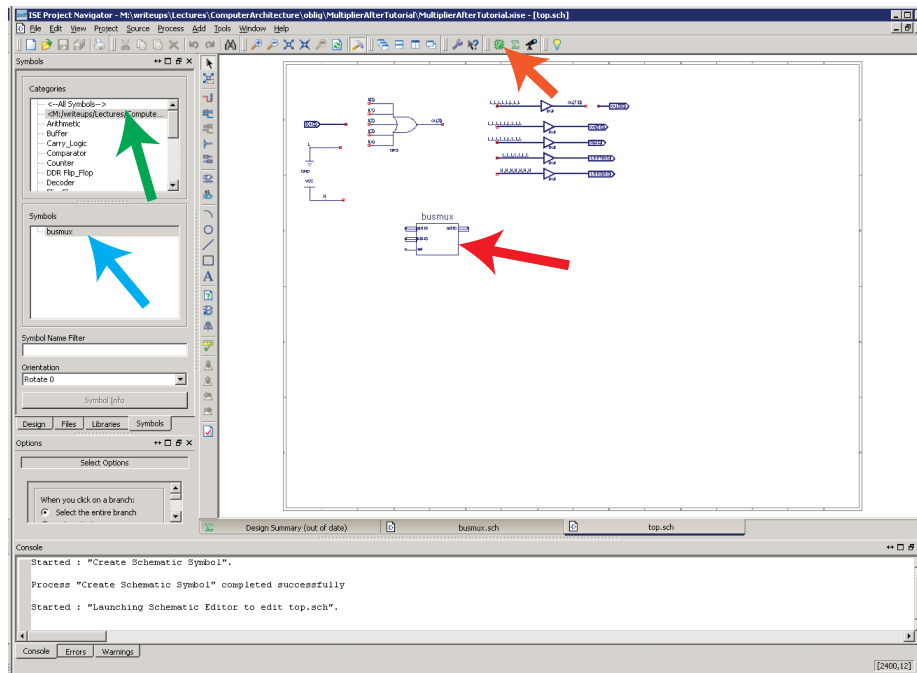 ISE Project Navigator - M:\writeups\Lectures\ComputerArchitecture\oblig\MultiplierAfterTutorial\MultiplierAfterTutorial.xise - [top.sch]
File Edit View Project Source Process Add Tools Window Help
Symbols
Categories
<--All Symbols-->
<M:/writeups/Lectures/Compute...
Arithmetic
Buffer
Carry_Logic
Comparator
Counter
DDR Flip_Flop
Decoder
Symbols
busmux
Symbol Name Filter
Orientation
Rotate 0
Symbol Info
Design Files Libraries Symbols
Options
Select Options
When you click on a branch:
Select the entire branch
GND
VCC
H
busmux
Design Summary (out of date) busmux.sch top.sch
Console
Started : "Create Schematic Symbol".
Process "Create Schematic Symbol" completed successfully
Started : "Launching Schematic Editor to edit top.sch".
Console Errors Warnings
[2400,12]